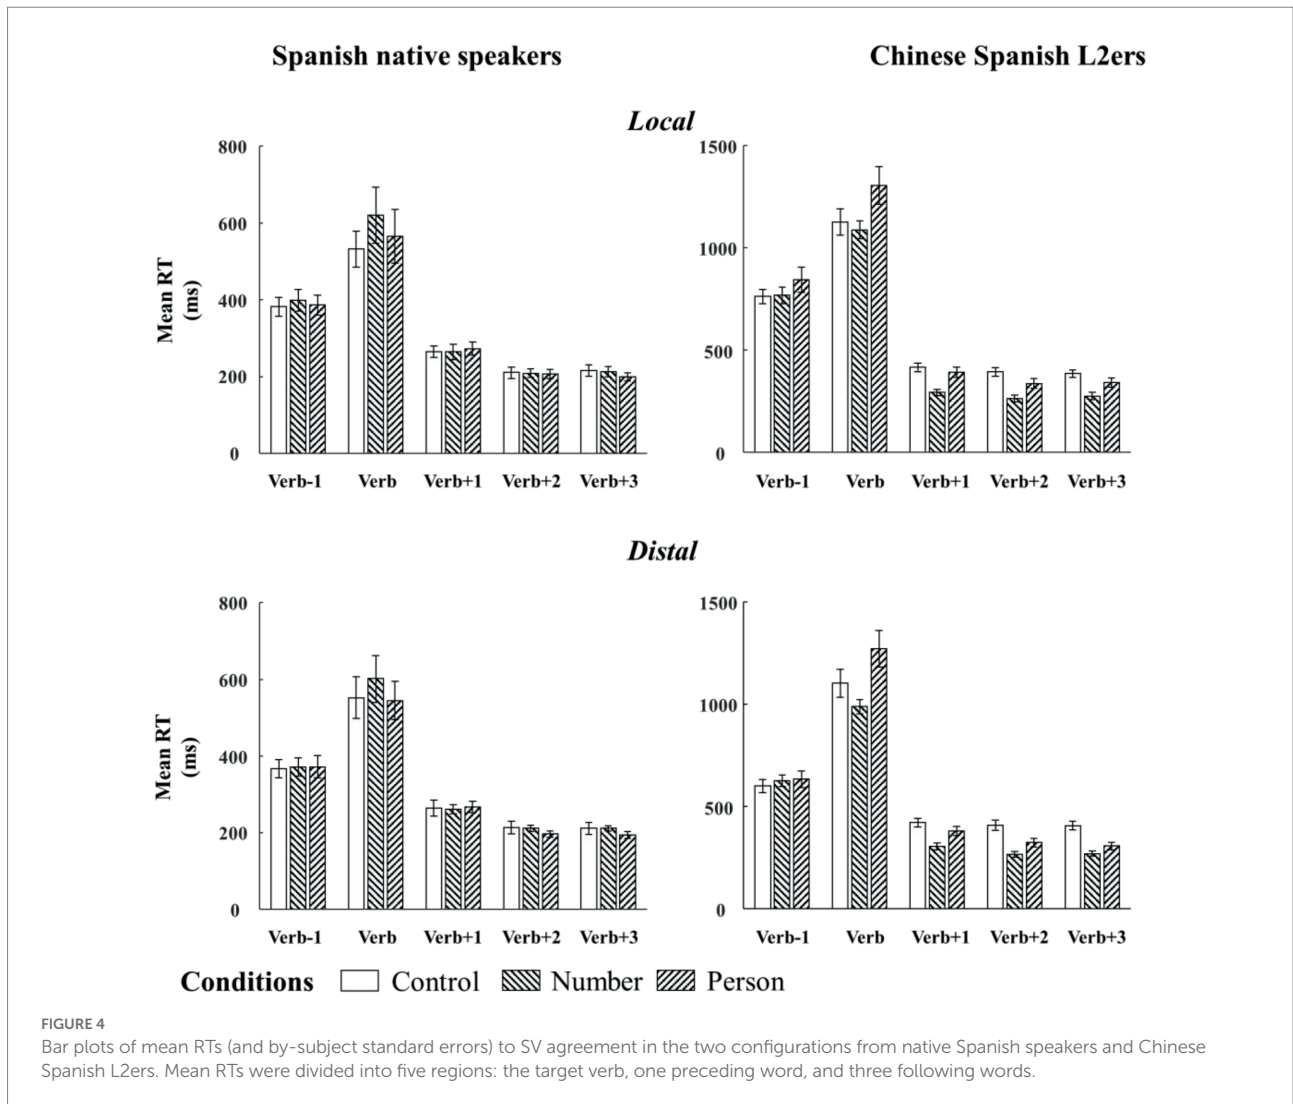 Spanish native speakers
Chinese Spanish L2ers
Local
800
600
400
200
0
Mean RT
(ms)
Verb-1 Verb Verb+1 Verb+2 Verb+3
1500
1000
500
0
Verb-1 Verb Verb+1 Verb+2 Verb+3
Distal
800
600
400
200
0
Mean RT
(ms)
Verb-1 Verb Verb+1 Verb+2 Verb+3
1500
1000
500
0
Verb-1 Verb Verb+1 Verb+2 Verb+3
Conditions Control Number Person
FIGURE 4
Bar plots of mean RTs (and by-subject standard errors) to SV agreement in the two configurations from native Spanish speakers and Chinese
Spanish L2ers. Mean RTs were divided into five regions: the target verb, one preceding word, and three following words.